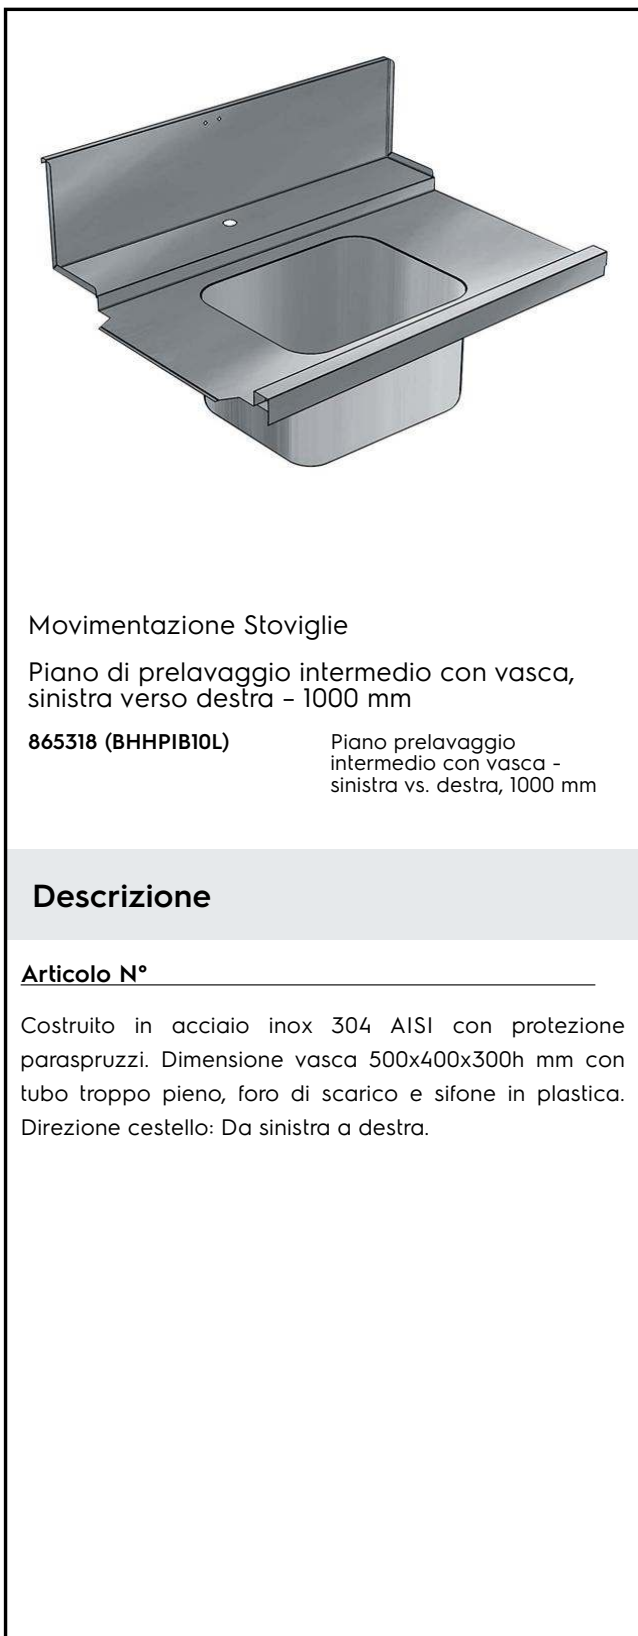 Movimentazione Stoviglie
Piano di prelavaggio intermedio con vasca,
sinistra verso destra – 1000 mm
865318 (BHHPIB10L)
Piano prelavaggio
intermedio con vasca -
sinistra vs. destra, 1000 mm
Descrizione
Articolo N°
Costruito in acciaio inox 304 AISI con protezione
paraspruzzi. Dimensione vasca 500x400x300h mm con
tubo troppo pieno, foro di scarico e sifone in plastica.
Direzione cestello: Da sinistra a destra.